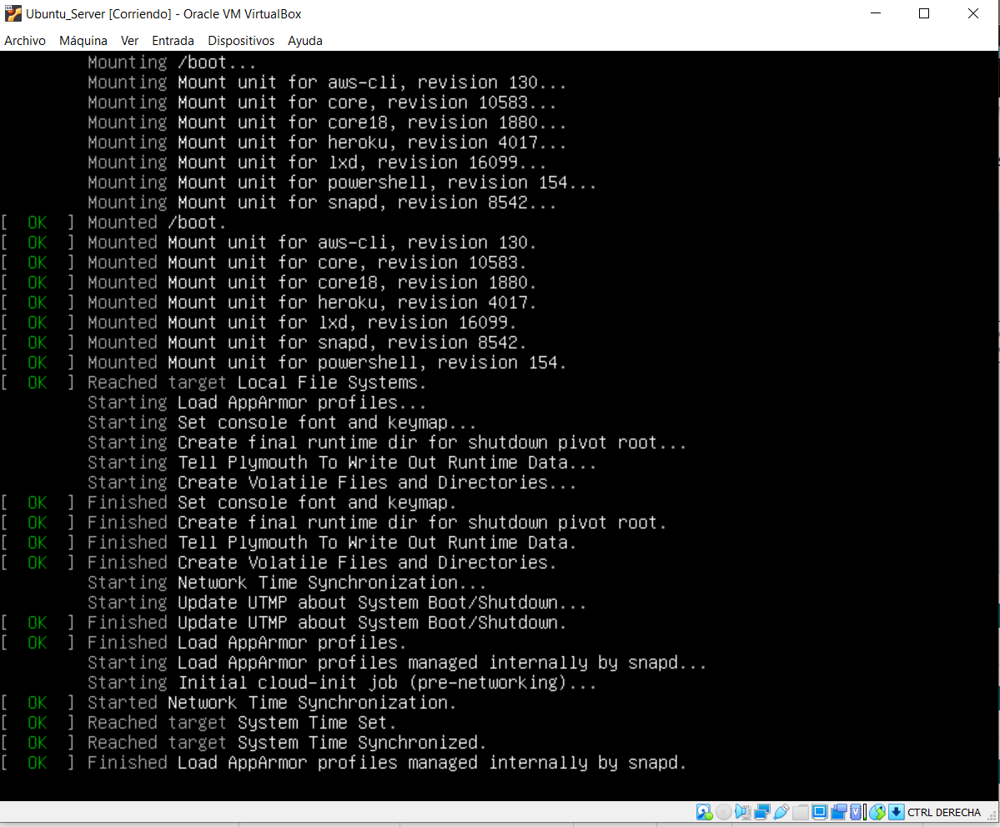 Ubuntu_Server [Corriendo] - Oracle VM VirtualBox
Archivo Máquina Ver Entrada Dispositivos Ayuda
Mounting /boot...
Mounting Mount unit for aws-cli, revision 130...
Mounting Mount unit for core, revision 10583...
Mounting Mount unit for core18, revision 1880...
Mounting Mount unit for heroku, revision 4017...
Mounting Mount unit for lxd, revision 16099...
Mounting Mount unit for powershell, revision 154...
Mounting Mount unit for snapd, revision 8542...
[ OK ] Mounted /boot.
[ OK ] Mounted Mount unit for aws-cli, revision 130.
[ OK ] Mounted Mount unit for core, revision 10583.
[ OK ] Mounted Mount unit for core18, revision 1880.
[ OK ] Mounted Mount unit for heroku, revision 4017.
[ OK ] Mounted Mount unit for lxd, revision 16099.
[ OK ] Mounted Mount unit for snapd, revision 8542.
[ OK ] Mounted Mount unit for powershell, revision 154.
[ OK ] Reached target Local File Systems.
Starting Load AppArmor profiles...
Starting Set console font and keymap...
Starting Create final runtime dir for shutdown pivot root...
Starting Tell Plymouth To Write Out Runtime Data...
Starting Create Volatile Files and Directories...
[ OK ] Finished Set console font and keymap.
[ OK ] Finished Create final runtime dir for shutdown pivot root.
[ OK ] Finished Tell Plymouth To Write Out Runtime Data.
[ OK ] Finished Create Volatile Files and Directories.
Starting Network Time Synchronization...
Starting Update UTMP about System Boot/Shutdown...
[ OK ] Finished Update UTMP about System Boot/Shutdown.
[ OK ] Finished Load AppArmor profiles.
Starting Load AppArmor profiles managed internally by snapd...
Starting Initial cloud-init job (pre-networking)...
[ OK ] Started Network Time Synchronization.
[ OK ] Reached target System Time Set.
[ OK ] Reached target System Time Synchronized.
[ OK ] Finished Load AppArmor profiles managed internally by snapd.
CTRL DERECHA